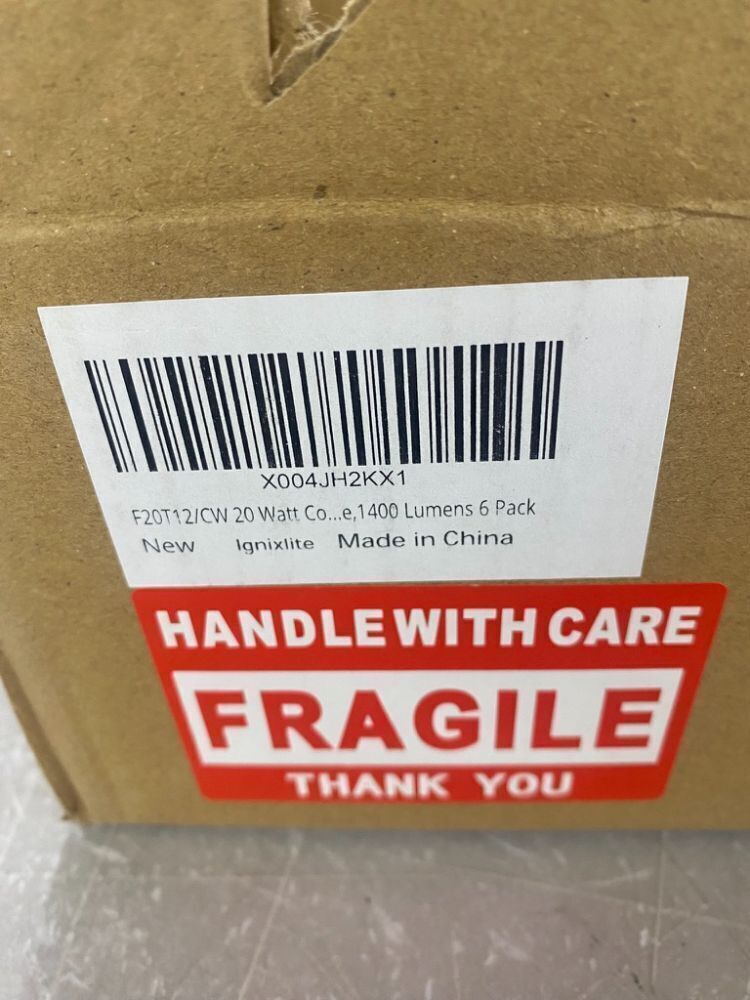 X004JH2KX1
F20T12/CW 20 Watt Co...e,1400 Lumens 6 Pack
New Ignixlite Made in China
HANDLE WITH CARE
FRAGILE
THANK YOU